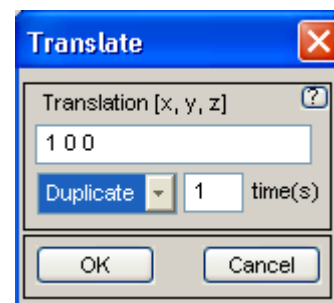 Translate
Translation [x, y, z] ?
1 0 0
Duplicate 1 time(s)
OK Cancel